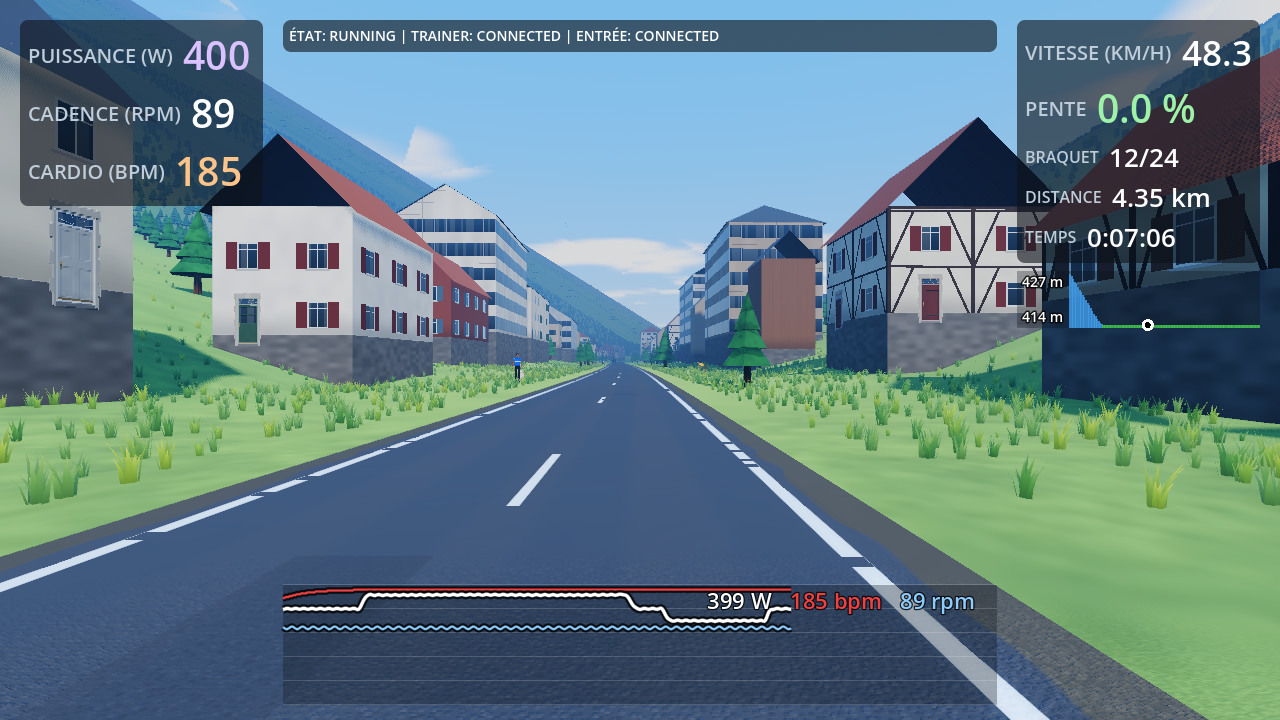 PUISSANCE (W) 400
CADENCE (RPM) 89
CARDIO (BPM) 185
ÉTAT: RUNNING | TRAINER: CONNECTED | ENTRÉE: CONNECTED
VITESSE (KM/H) 48.3
PENTE 0.0 %
BRAQUET 12/24
DISTANCE 4.35 km
TEMPS 0:07:06
427 m
414 m
399 W 185 bpm 89 rpm